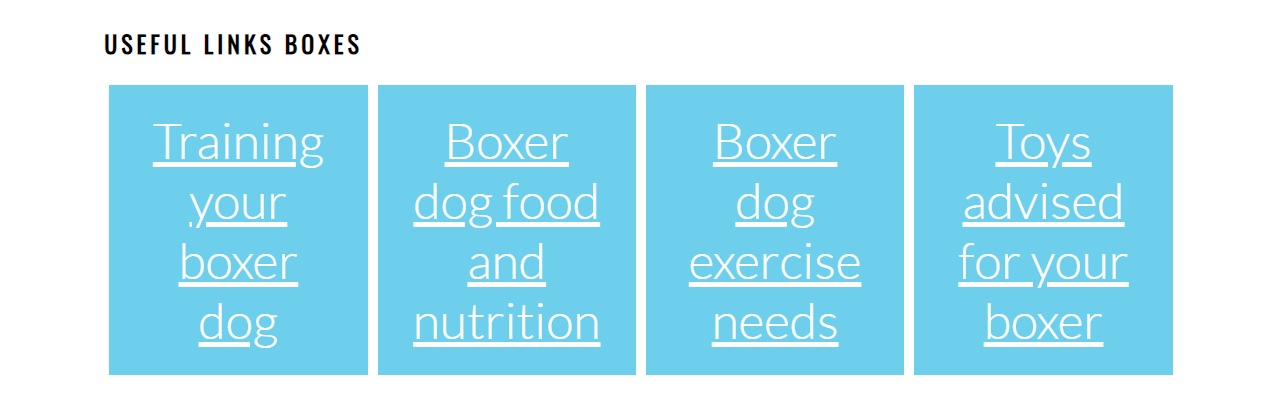 USEFUL LINKS BOXES
Training
your
boxer
dog
Boxer
dog food
and
nutrition
Boxer
dog
exercise
needs
Toys
advised
for your
boxer